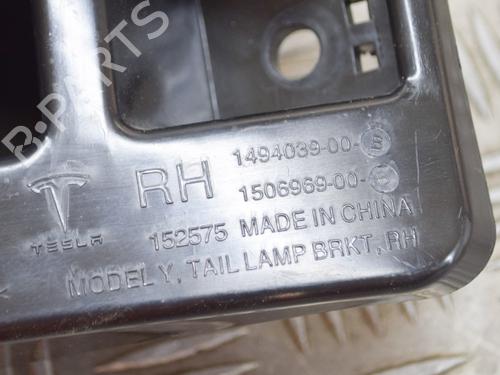 B-PARTS
RH
1494039-00-B
1506969-00-
TESLA
152575 MADE IN CHINA
MODEL Y, TAIL LAMP BRKT, RH